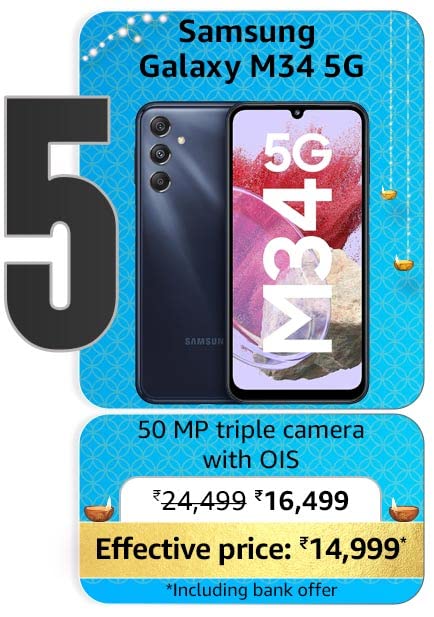 Samsung
Galaxy M34 5G
5
5G
M34
SAMSUNG
50 MP triple camera
with OIS
₹24,499 ₹16,499
Effective price: ₹14,999*
*Including bank offer